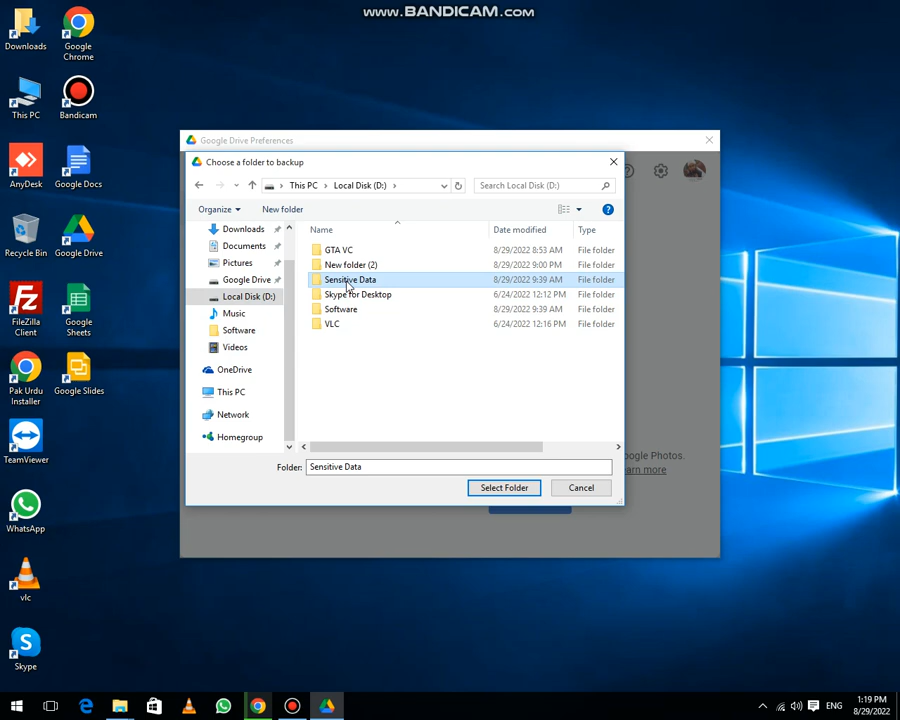 www.BANDICAM.com
Downloads
Google Chrome
This PC
Bandicam
AnyDesk
Google Docs
Recycle Bin
Google Drive
FileZilla Client
Google Sheets
Pak Urdu Installer
Google Slides
TeamViewer
WhatsApp
vlc
Skype
Google Drive Preferences
Choose a folder to backup
This PC
Local Disk (D:)
Search Local Disk (D:)
Organize
New folder
Name
Date modified
Type
Downloads
Documents
Pictures
Google Drive
Local Disk (D:)
Music
Software
Videos
OneDrive
This PC
Network
Homegroup
GTA VC 8/29/2022 8:53 AM File folder
New folder (2) 8/29/2022 9:00 PM File folder
Sensitive Data 8/29/2022 9:39 AM File folder
Skype for Desktop 6/24/2022 12:12 PM File folder
Software 8/29/2022 9:39 AM File folder
VLC 6/24/2022 12:16 PM File folder
Folder: Sensitive Data
Select Folder
Cancel
Photos.
more
ENG
1:19 PM
8/29/2022